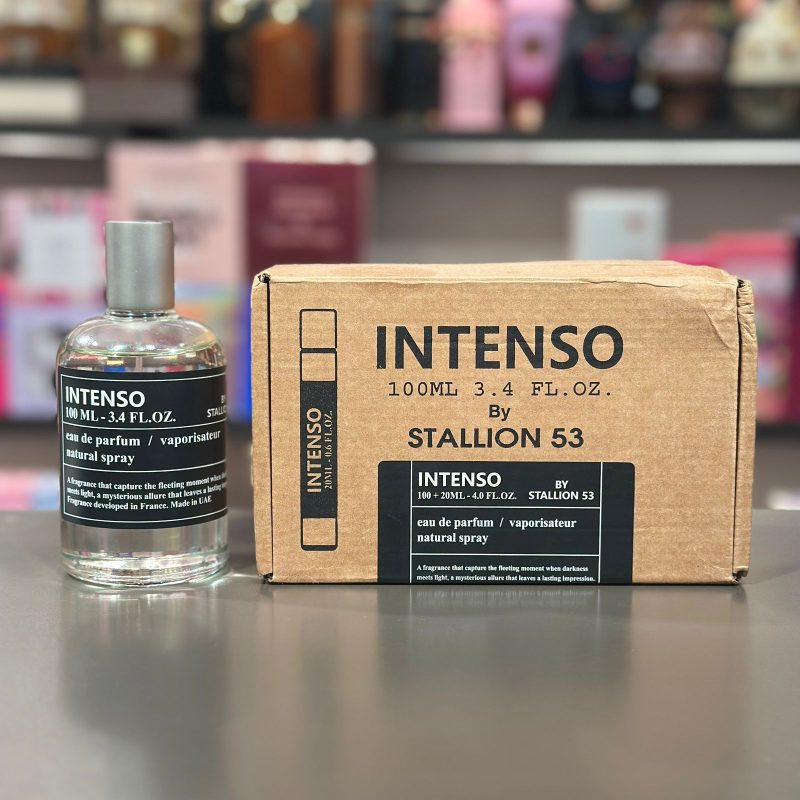 INTENSO
100 ML - 3.4 FL.OZ.
BY
eau de parfum / vaporisateur
natural spray
A fragrance that capture the fleeting moment when darkness
meets light, a mysterious allure that leaves a lasting
Fragrance developed in France. Made in UAE
INTENSO
20ML - 0.6 FL.OZ.
INTENSO
100ML 3.4 FL.OZ.
By
STALLION 53
INTENSO
BY
100 + 20ML - 4.0 FL.OZ.
STALLION 53
eau de parfum / vaporisateur
natural spray
A fragrance that capture the fleeting moment when darkness
meets light, a mysterious allure that leaves a lasting impression.